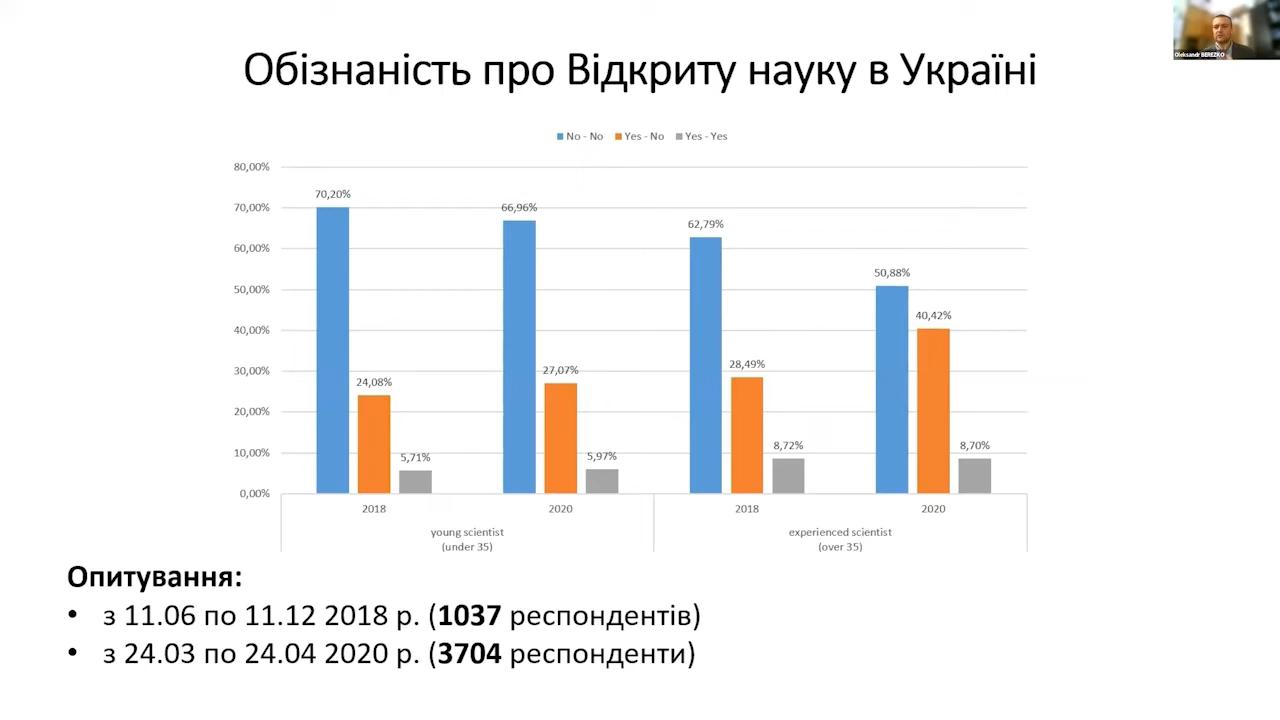 Oleksandr BEREZKO
Обізнаність про Відкриту науку в Україні
No - No Yes - No Yes - Yes
80,00%
70,00%
60,00%
50,00%
40,00%
30,00%
20,00%
10,00%
0,00%
70,20%
24,08%
5,71%
66,96%
27,07%
5,97%
62,79%
28,49%
8,72%
50,88%
40,42%
8,70%
2018 2020 2018 2020
young scientist
(under 35)
experienced scientist
(over 35)
Опитування:
• з 11.06 по 11.12 2018 р. (1037 респондентів)
• з 24.03 по 24.04 2020 р. (3704 респонденти)